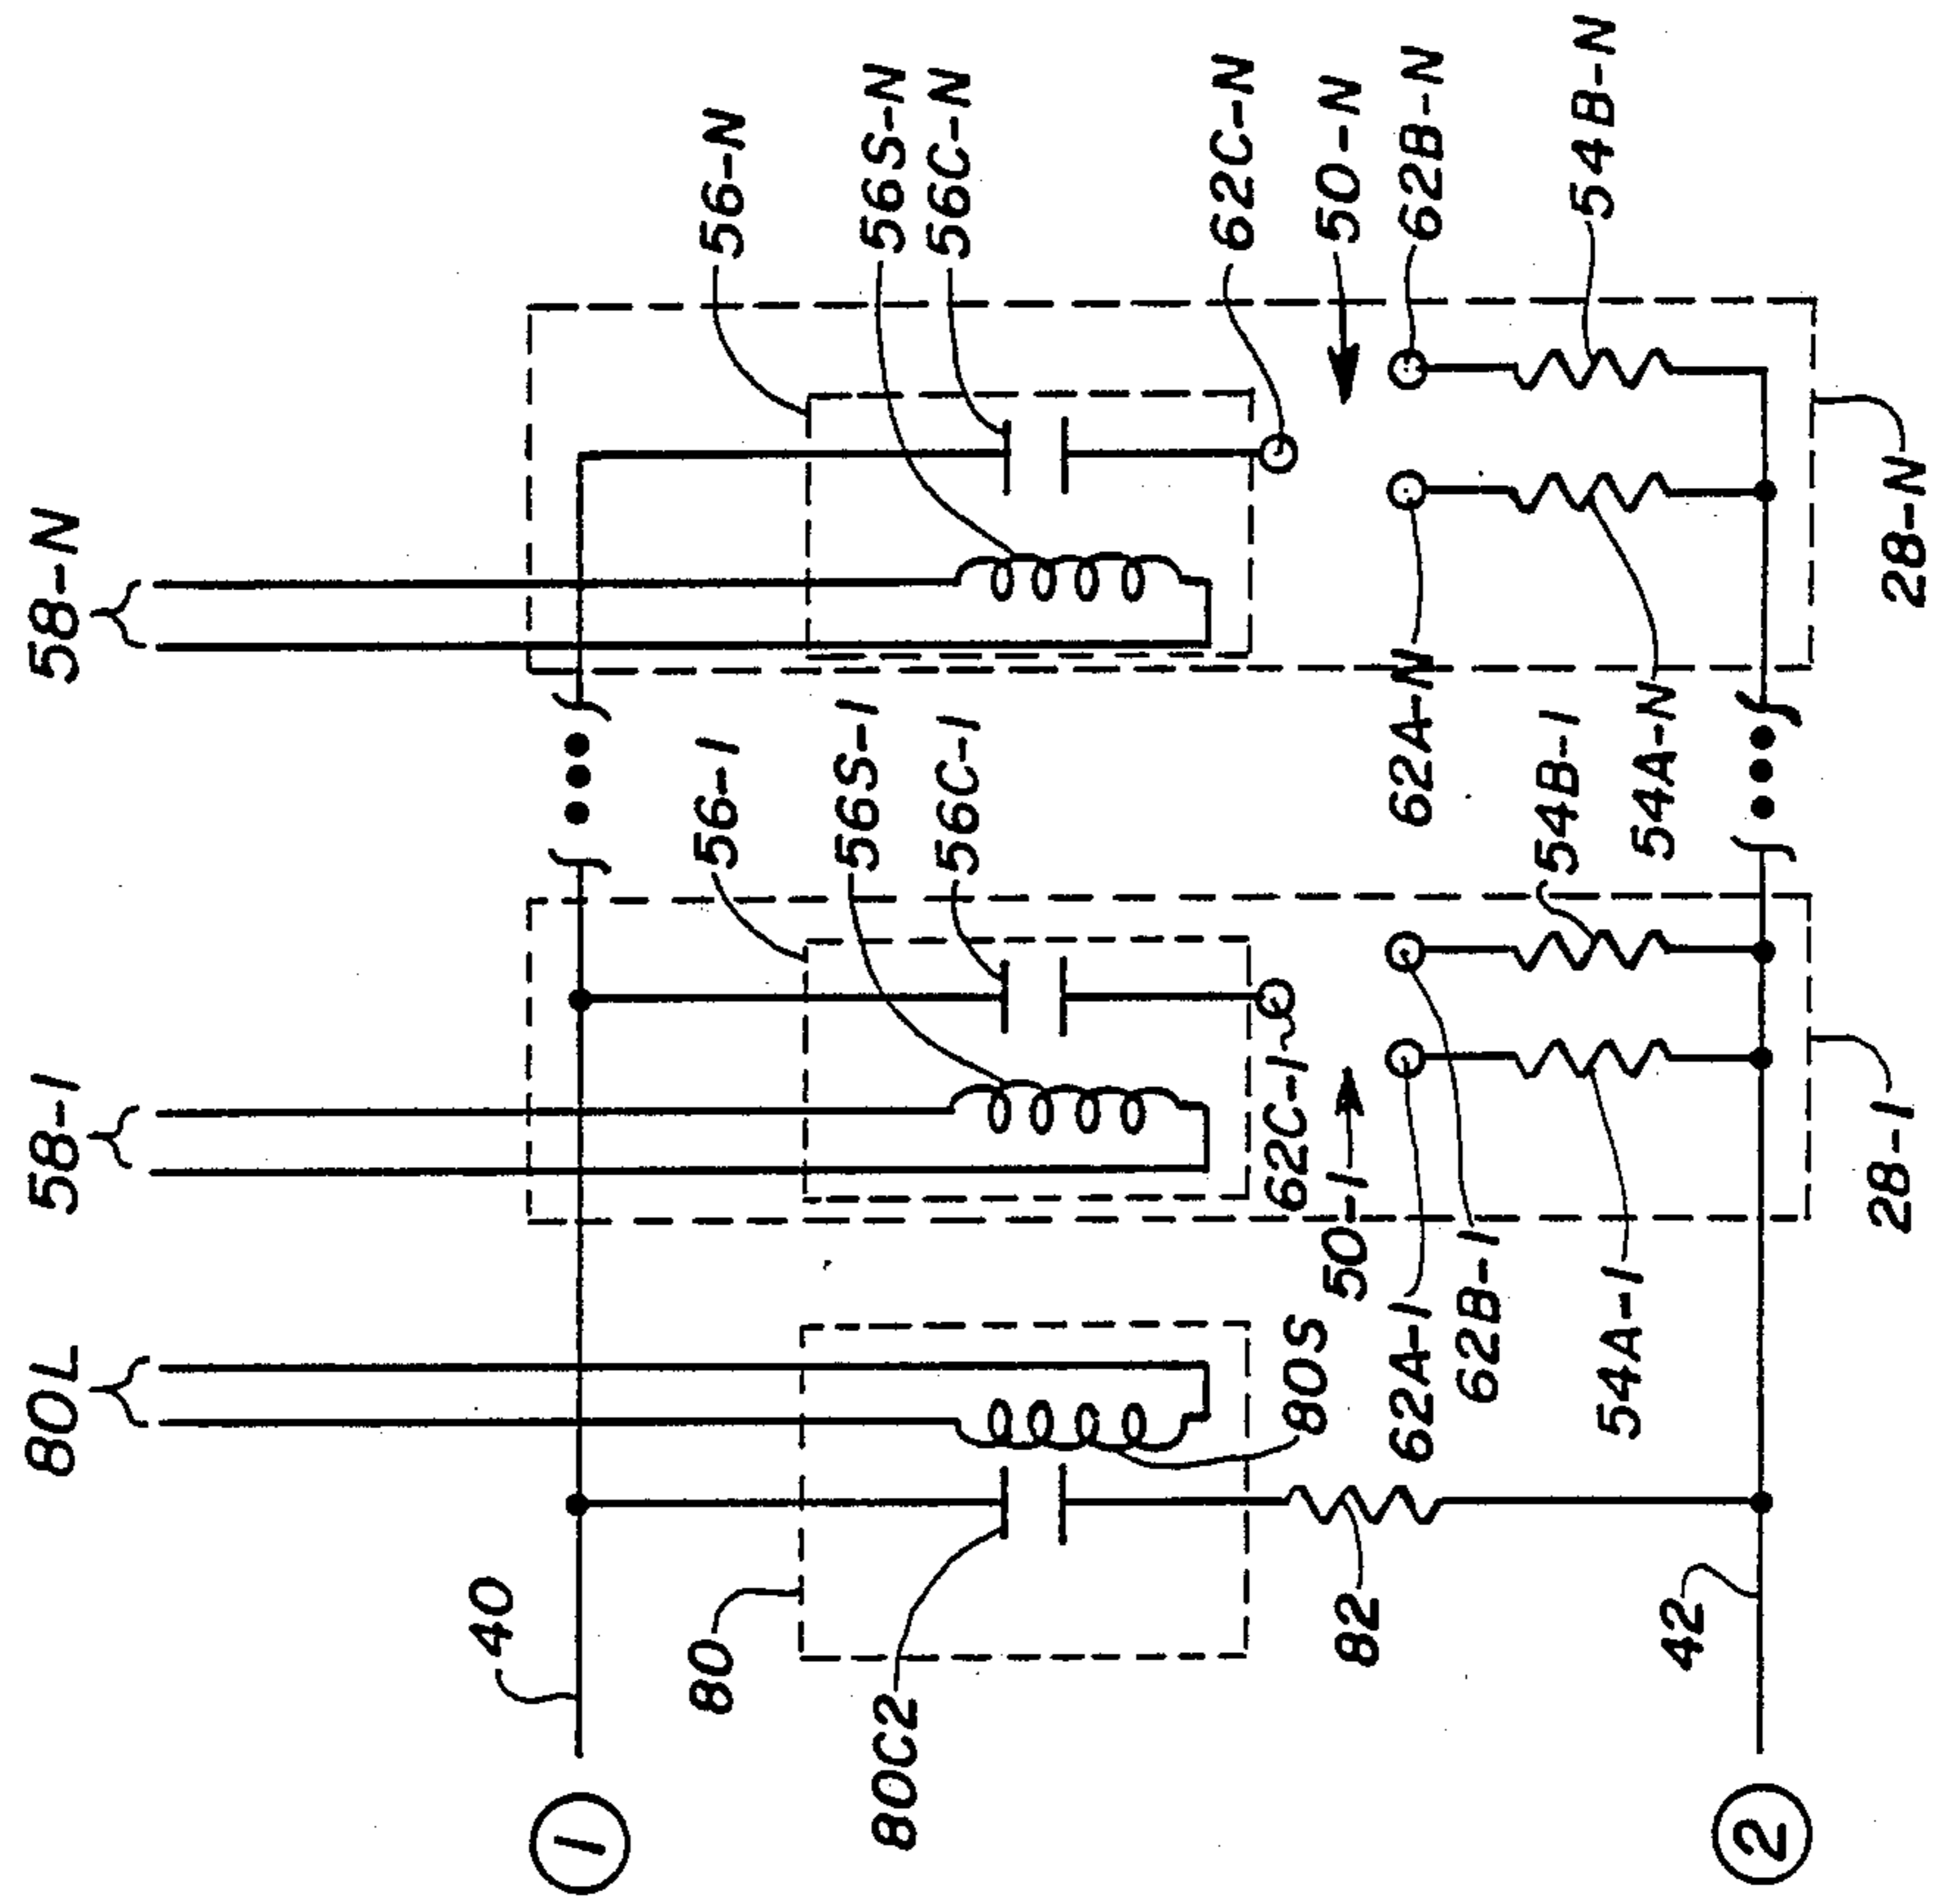 58-N
56-N
56S-N
56C-N
62C-N
50-N
62B-N
54B-N
62A-N
54A-N
28-N
58-1
56-1
56S-1
56C-1
62C-1
50-1
62A-1
62B-1
54B-1
54A-1
28-1
80L
80S
40
80
80C2
82
42
1
2